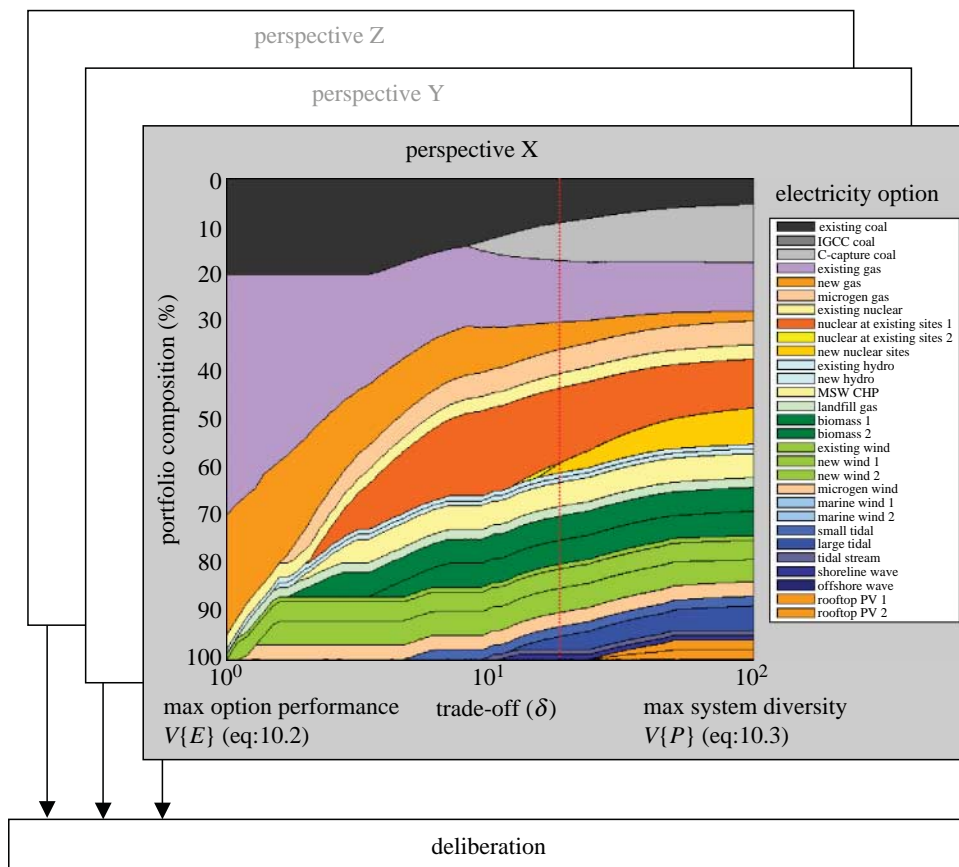 perspective Z
perspective Y
perspective X
portfolio composition (%)
0
10
20
30
40
50
60
70
80
90
100
10⁰
10¹
10²
max option performance
V{E} (eq:10.2)
trade-off (δ)
max system diversity
V{P} (eq:10.3)
electricity option
existing coal
IGCC coal
C-capture coal
existing gas
new gas
microgen gas
existing nuclear
nuclear at existing sites 1
nuclear at existing sites 2
new nuclear sites
existing hydro
new hydro
MSW CHP
landfill gas
biomass 1
biomass 2
existing wind
new wind 1
new wind 2
microgen wind
marine wind 1
marine wind 2
small tidal
large tidal
tidal stream
shoreline wave
offshore wave
rooftop PV 1
rooftop PV 2
deliberation